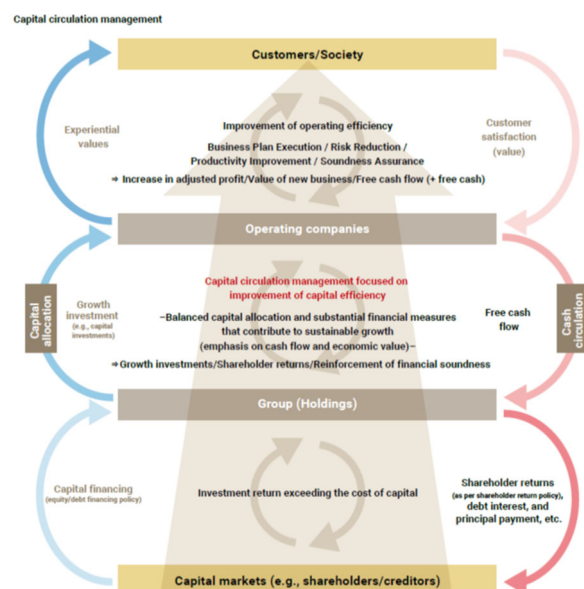 Capital circulation management
Customers/Society
Experiential
values
Improvement of operating efficiency
Business Plan Execution / Risk Reduction /
Productivity Improvement / Soundness Assurance
⇒ Increase in adjusted profit/Value of new business/Free cash flow (+ free cash)
Customer
satisfaction
(value)
Operating companies
Capital
allocation
Growth
investment
(e.g., capital
investments)
Capital circulation management focused on
improvement of capital efficiency
−Balanced capital allocation and substantial financial measures
that contribute to sustainable growth
(emphasis on cash flow and economic value)−
⇒Growth investments/Shareholder returns/Reinforcement of financial soundness
Free cash
flow
Cash
circulation
Group (Holdings)
Capital financing
(equity/debt financing policy)
Investment return exceeding the cost of capital
Shareholder returns
(as per shareholder return policy),
debt interest, and
principal payment, etc.
Capital markets (e.g., shareholders/creditors)